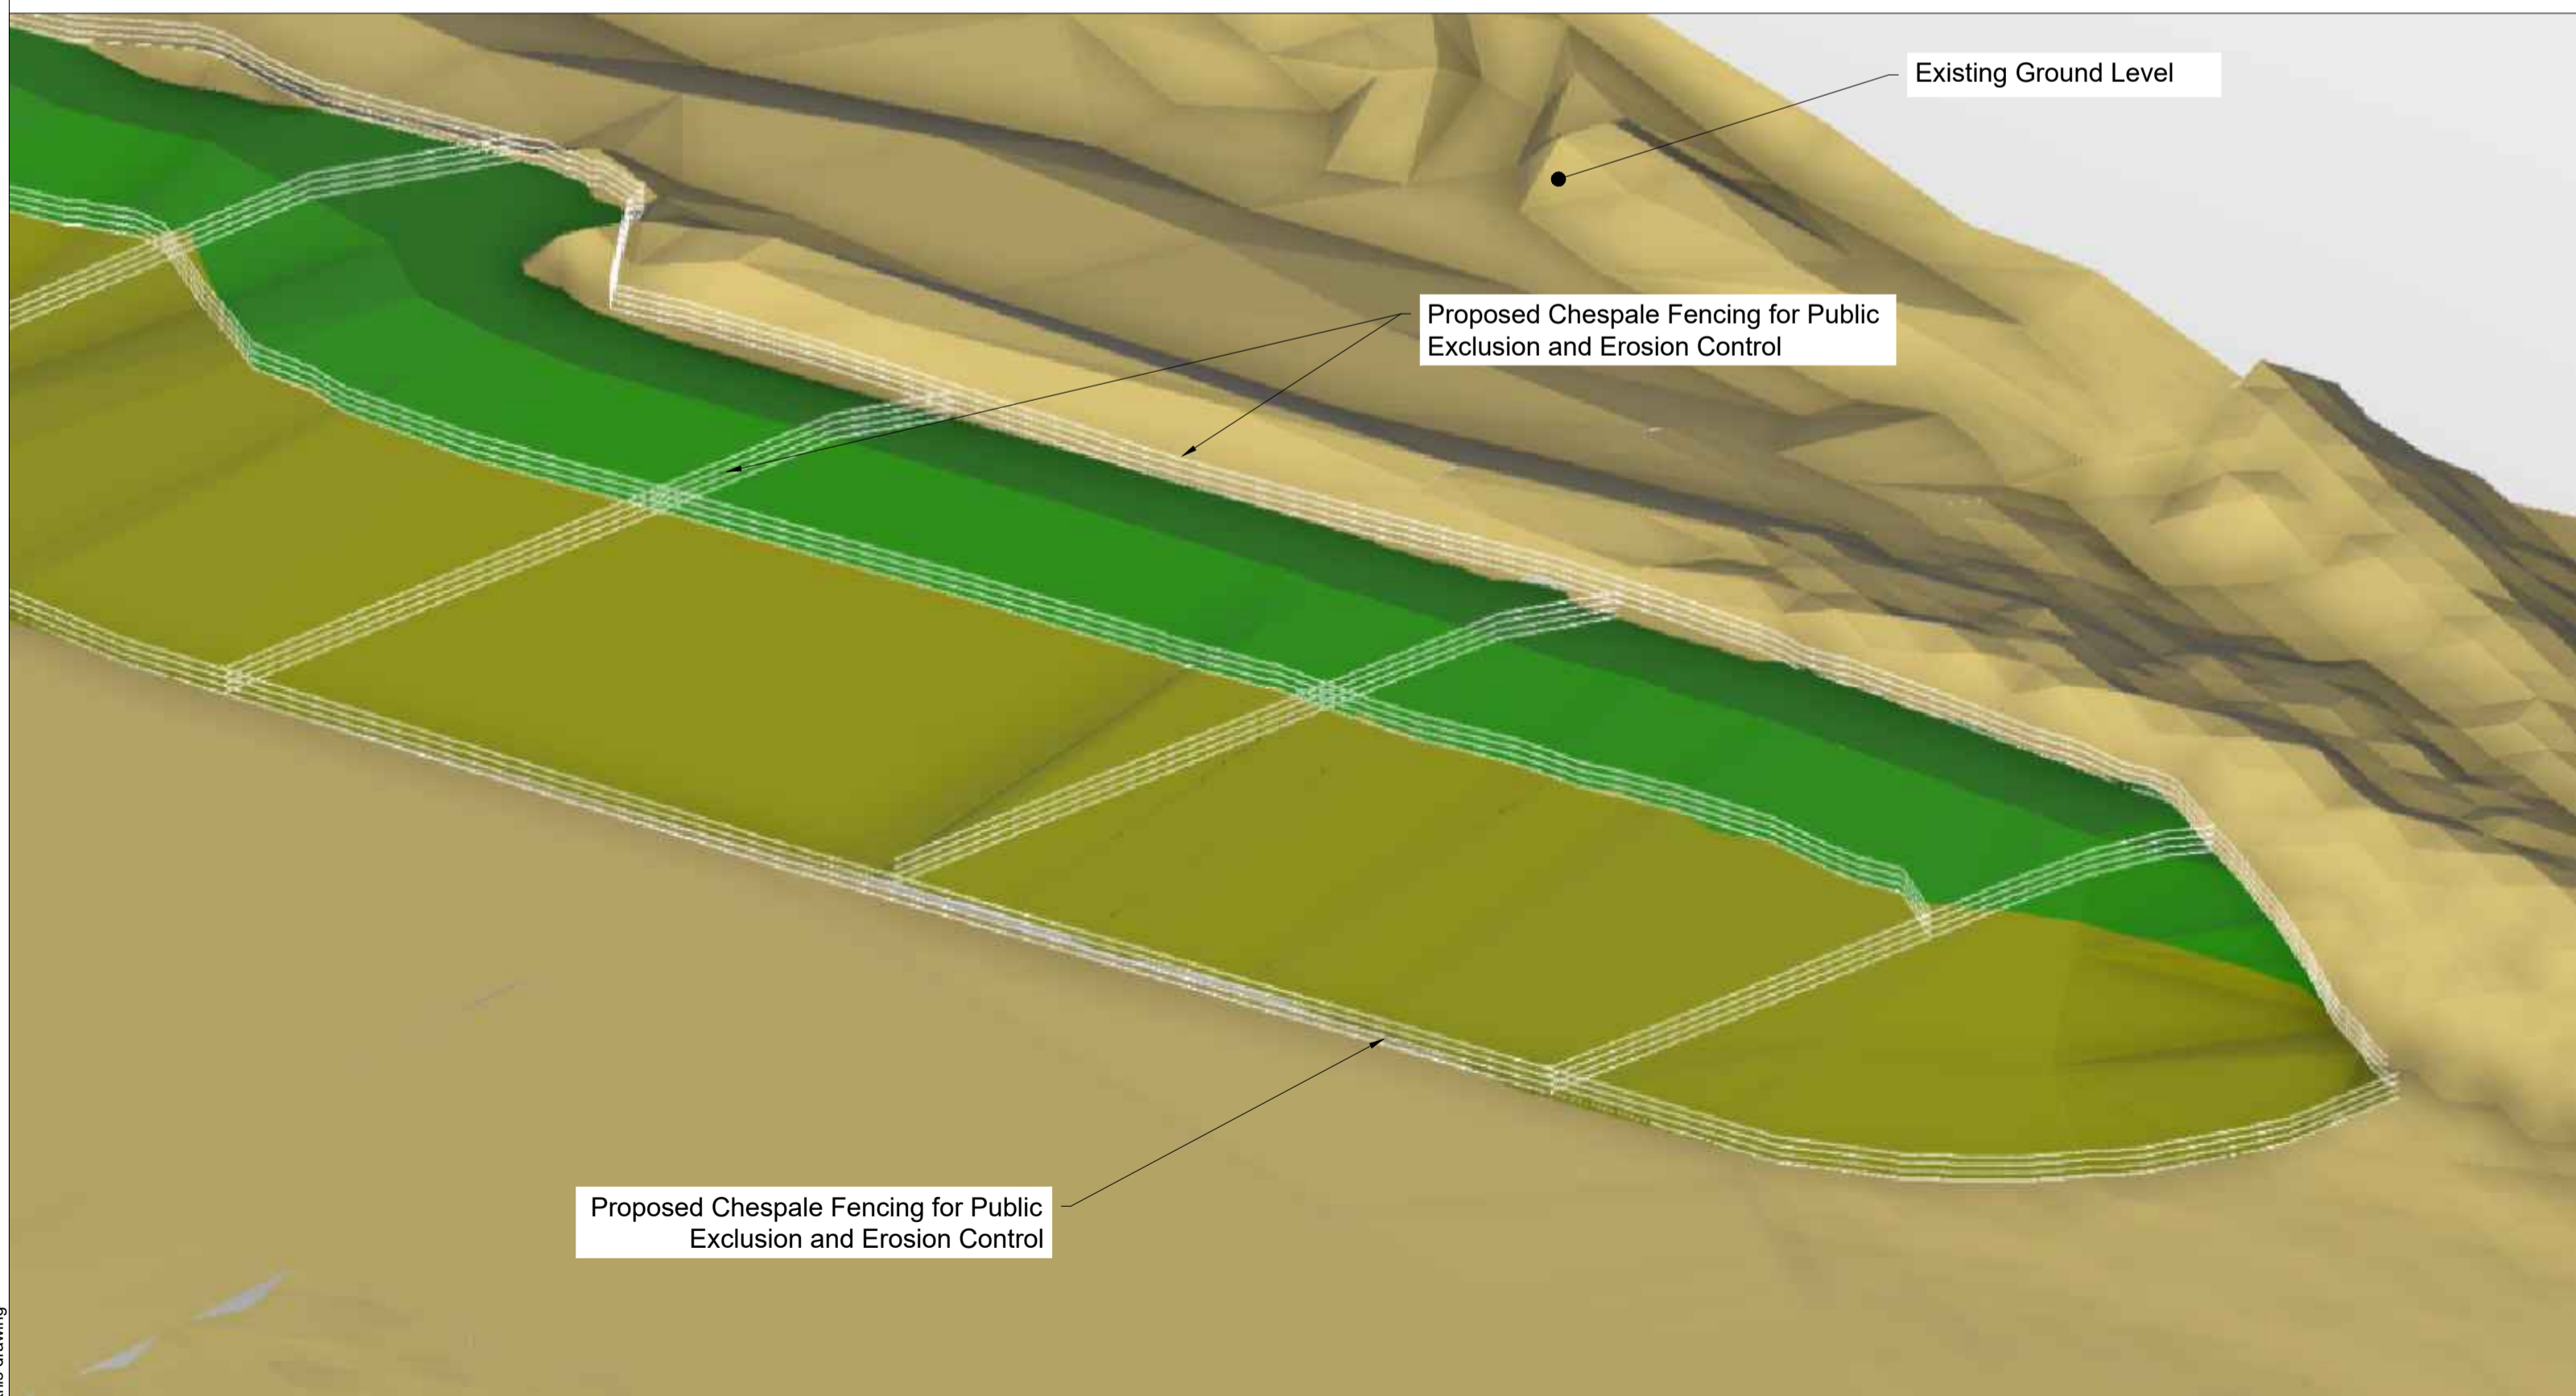 Existing Ground Level
Proposed Chespale Fencing for Public
Exclusion and Erosion Control
Proposed Chespale Fencing for Public
Exclusion and Erosion Control
drawing